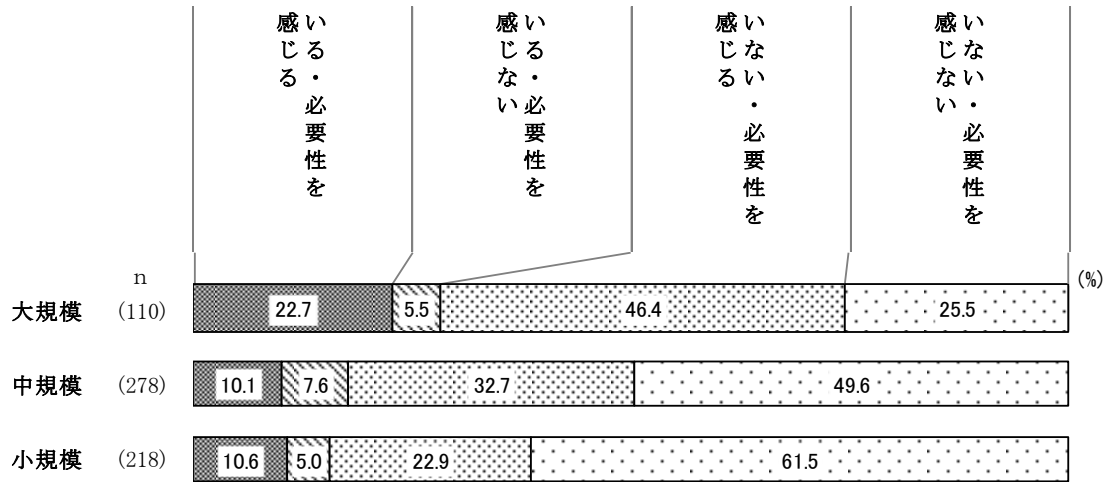 いる・必要性を
感じる
いる・必要性を
感じない
いない・必要性を
感じる
いない・必要性を
感じない
n
(%)
大規模 (110) 22.7 5.5 46.4 25.5
中規模 (278) 10.1 7.6 32.7 49.6
小規模 (218) 10.6 5.0 22.9 61.5